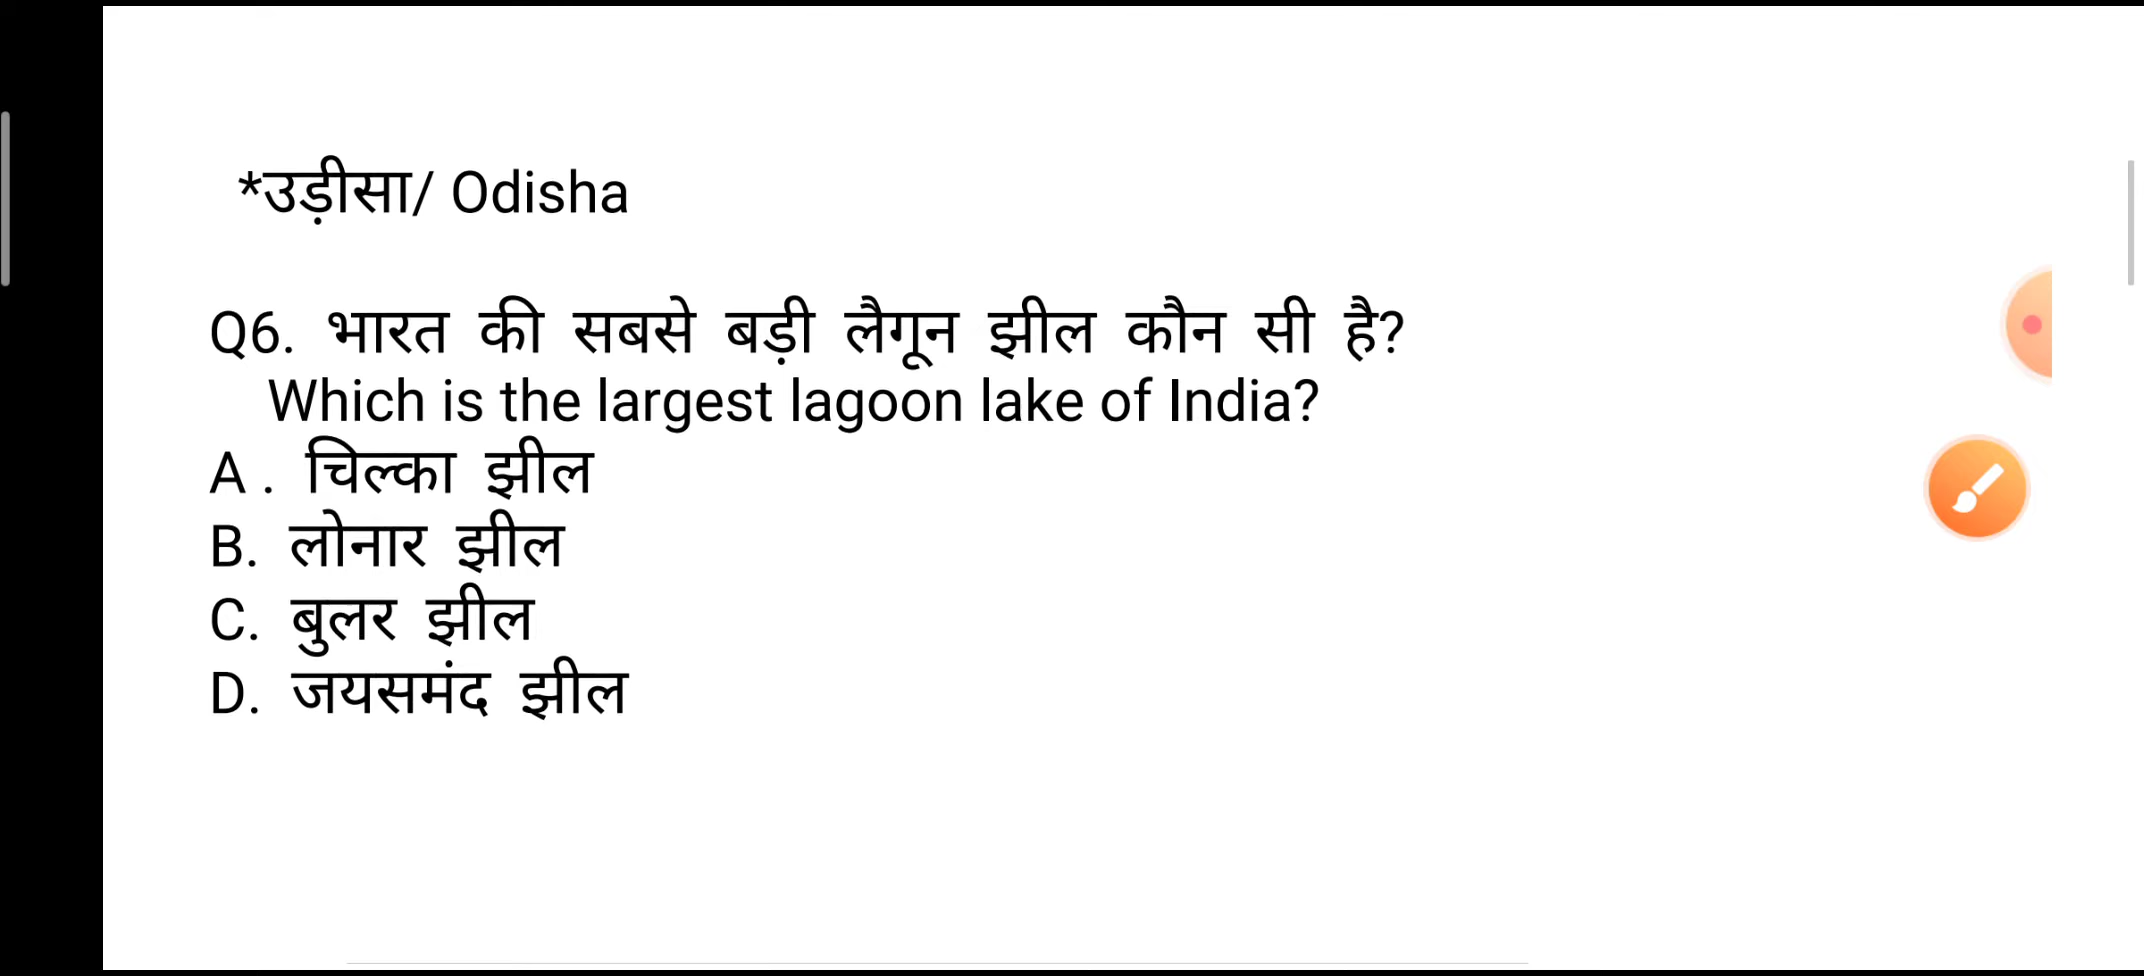 *उड़ीसा/ Odisha
Q6. भारत की सबसे बड़ी लैगून झील कौन सी है?
Which is the largest lagoon lake of India?
A . चिल्का झील
B. लोनार झील
C. बुलर झील
D. जयसमंद झील